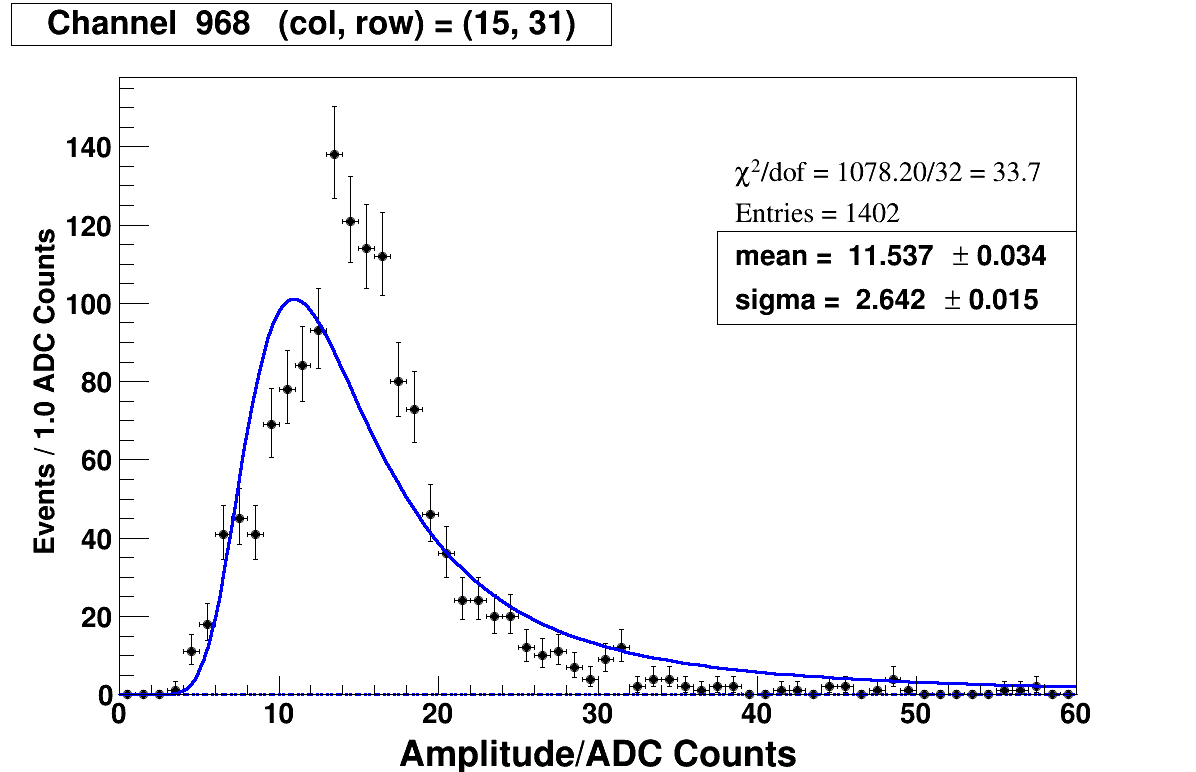 Channel 968 (col, row) = (15, 31)
χ²/dof = 1078.20/32 = 33.7
Entries = 1402
mean = 11.537 ± 0.034
sigma = 2.642 ± 0.015
Events / 1.0 ADC Counts
140
120
100
80
60
40
20
0
0 10 20 30 40 50 60
Amplitude/ADC Counts